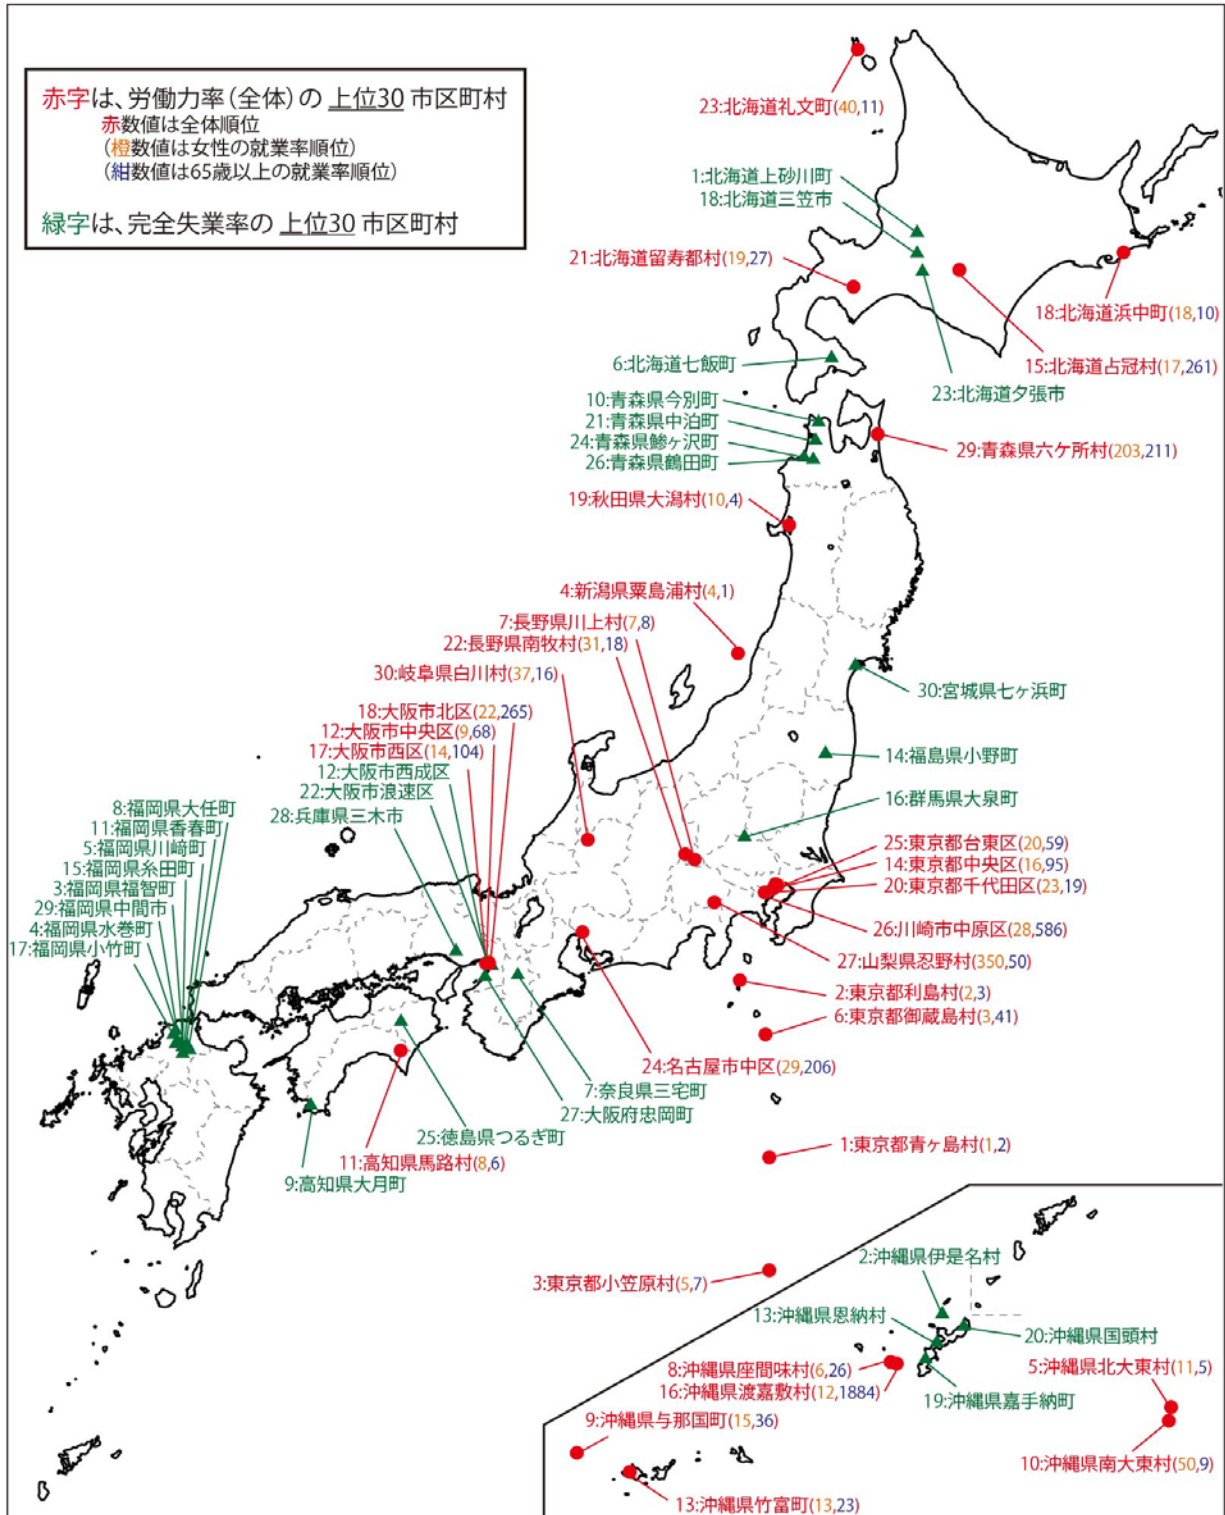 赤字は、労働力率(全体)の 上位30 市区町村
赤数値は全体順位
(橙数値は女性の就業率順位)
(紺数値は65歳以上の就業率順位)
緑字は、完全失業率の 上位30 市区町村
23:北海道礼文町(40,11)
1:北海道上砂川町
18:北海道三笠市
21:北海道留寿都村(19,27)
18:北海道浜中町(18,10)
15:北海道占冠村(17,261)
6:北海道七飯町
23:北海道夕張市
10:青森県今別町
21:青森県中泊町
24:青森県鰺ヶ沢町
26:青森県鶴田町
29:青森県六ケ所村(203,211)
19:秋田県大潟村(10,4)
4:新潟県粟島浦村(4,1)
7:長野県川上村(7,8)
22:長野県南牧村(31,18)
30:岐阜県白川村(37,16)
30:宮城県七ヶ浜町
18:大阪市北区(22,265)
12:大阪市中央区(9,68)
17:大阪市西区(14,104)
12:大阪市西成区
22:大阪市浪速区
28:兵庫県三木市
14:福島県小野町
16:群馬県大泉町
8:福岡県大任町
11:福岡県香春町
5:福岡県川﨑町
15:福岡県糸田町
3:福岡県福智町
29:福岡県中間市
4:福岡県水巻町
17:福岡県小竹町
25:東京都台東区(20,59)
14:東京都中央区(16,95)
20:東京都千代田区(23,19)
26:川崎市中原区(28,586)
27:山梨県忍野村(350,50)
2:東京都利島村(2,3)
6:東京都御蔵島村(3,41)
24:名古屋市中区(29,206)
7:奈良県三宅町
27:大阪府忠岡町
25:徳島県つるぎ町
11:高知県馬路村(8,6)
9:高知県大月町
1:東京都青ヶ島村(1,2)
3:東京都小笠原村(5,7)
2:沖縄県伊是名村
13:沖縄県恩納村
20:沖縄県国頭村
8:沖縄県座間味村(6,26)
16:沖縄県渡嘉敷村(12,1884)
5:沖縄県北大東村(11,5)
19:沖縄県嘉手納町
9:沖縄県与那国町(15,36)
10:沖縄県南大東村(50,9)
13:沖縄県竹富町(13,23)